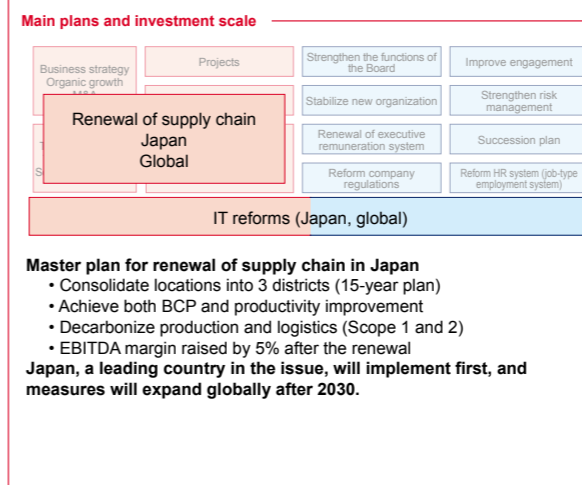 Main plans and investment scale
Business strategy
Organic growth
M&A
Projects
Strengthen the functions of
the Board
Improve engagement
Stabilize new organization
Strengthen risk
management
Renewal of supply chain
Japan
Global
Renewal of executive
remuneration system
Succession plan
Reform company
regulations
Reform HR system (job-type
employment system)
IT reforms (Japan, global)
Master plan for renewal of supply chain in Japan
• Consolidate locations into 3 districts (15-year plan)
• Achieve both BCP and productivity improvement
• Decarbonize production and logistics (Scope 1 and 2)
• EBITDA margin raised by 5% after the renewal
Japan, a leading country in the issue, will implement first, and
measures will expand globally after 2030.